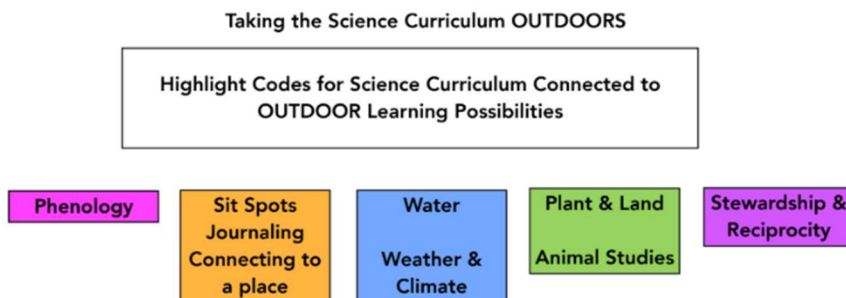 Taking the Science Curriculum OUTDOORS
Highlight Codes for Science Curriculum Connected to
OUTDOOR Learning Possibilities
Phenology
Sit Spots
Journaling
Connecting to
a place
Water
Weather &
Climate
Plant & Land
Animal Studies
Stewardship &
Reciprocity